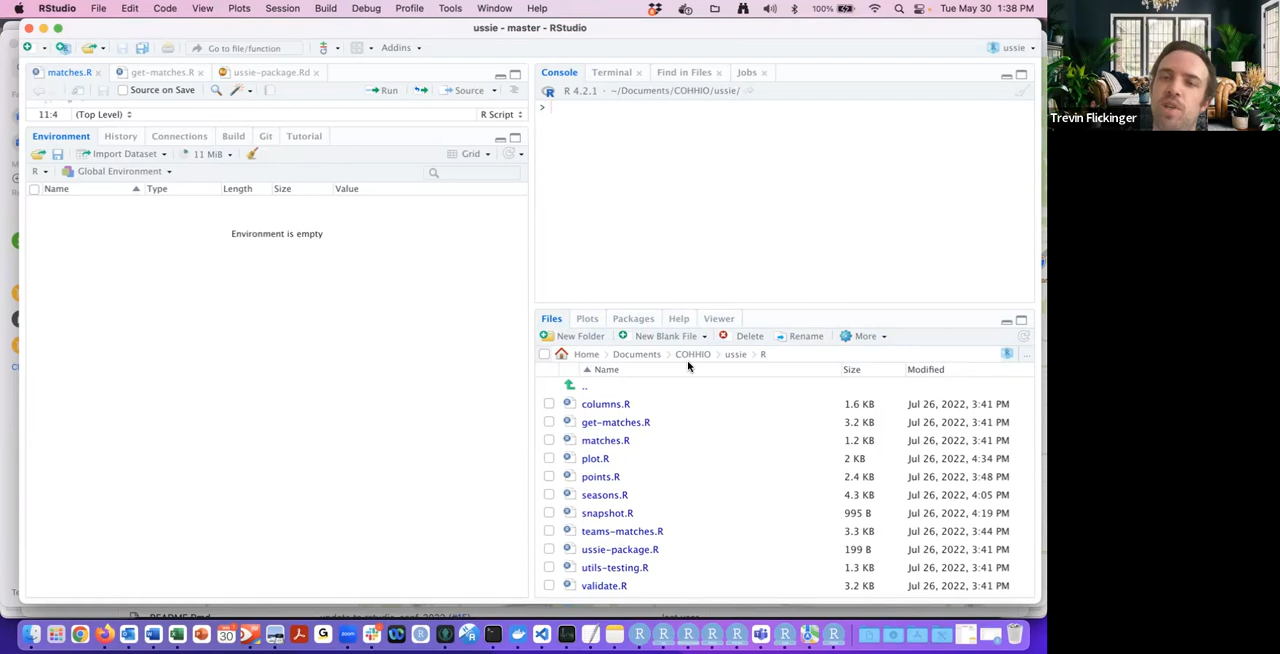 RStudio File Edit Code View Plots Session Build Debug Profile Tools Window Help 100% Tue May 30 1:38 PM
ussie - master - RStudio
Go to file/function Addins ussie
matches.R get-matches.R ussie-package.Rd
Source on Save Run Source
11:4 (Top Level) R Script
Environment History Connections Build Git Tutorial
Import Dataset 11 MiB Grid
R Global Environment
Name Type Length Size Value
Environment is empty
Console Terminal Find in Files Jobs
R 4.2.1 · ~/Documents/COHHIO/ussie/
>
Files Plots Packages Help Viewer
New Folder New Blank File Delete Rename More
Home Documents COHHIO ussie R
Name Size Modified
..
columns.R 1.6 KB Jul 26, 2022, 3:41 PM
get-matches.R 3.2 KB Jul 26, 2022, 3:41 PM
matches.R 1.2 KB Jul 26, 2022, 3:41 PM
plot.R 2 KB Jul 26, 2022, 4:34 PM
points.R 2.4 KB Jul 26, 2022, 3:48 PM
seasons.R 4.3 KB Jul 26, 2022, 4:05 PM
snapshot.R 995 B Jul 26, 2022, 4:19 PM
teams-matches.R 3.3 KB Jul 26, 2022, 3:44 PM
ussie-package.R 199 B Jul 26, 2022, 3:41 PM
utils-testing.R 1.3 KB Jul 26, 2022, 3:41 PM
validate.R 3.2 KB Jul 26, 2022, 3:41 PM
Trevin Flickinger